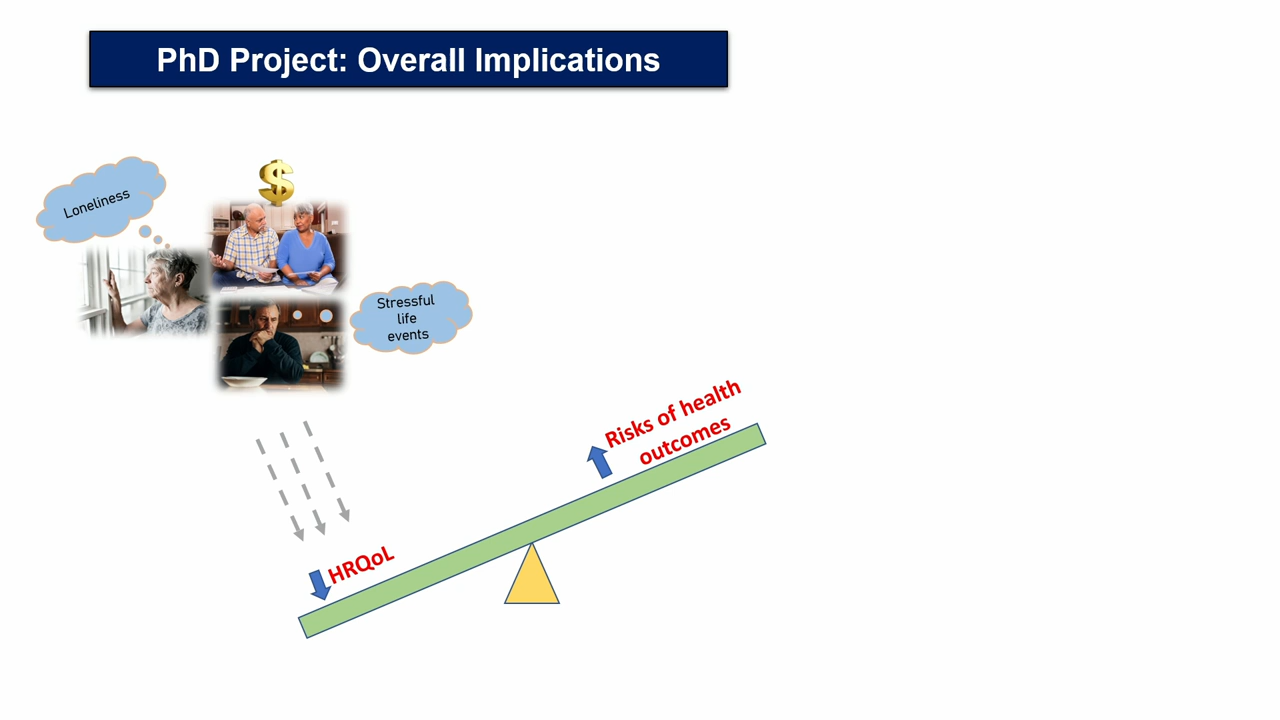 PhD Project: Overall Implications
Loneliness
$
Stressful
life
events
Risks of health
outcomes
HRQoL